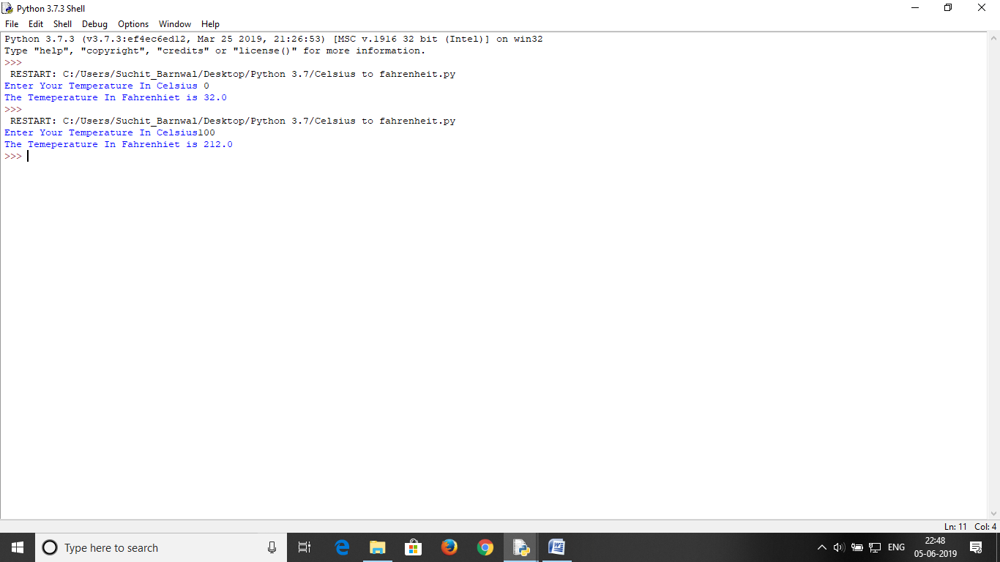 Python 3.7.3 Shell
File Edit Shell Debug Options Window Help
Python 3.7.3 (v3.7.3:ef4ec6ed12, Mar 25 2019, 21:26:53) [MSC v.1916 32 bit (Intel)] on win32
Type "help", "copyright", "credits" or "license()" for more information.
>>>
 RESTART: C:/Users/Suchit_Barnwal/Desktop/Python 3.7/Celsius to fahrenheit.py
Enter Your Temperature In Celsius 0
The Temeperature In Fahrenhiet is 32.0
>>>
 RESTART: C:/Users/Suchit_Barnwal/Desktop/Python 3.7/Celsius to fahrenheit.py
Enter Your Temperature In Celsius100
The Temeperature In Fahrenhiet is 212.0
>>>
Ln: 11 Col: 4
Type here to search
ENG
22:48
05-06-2019